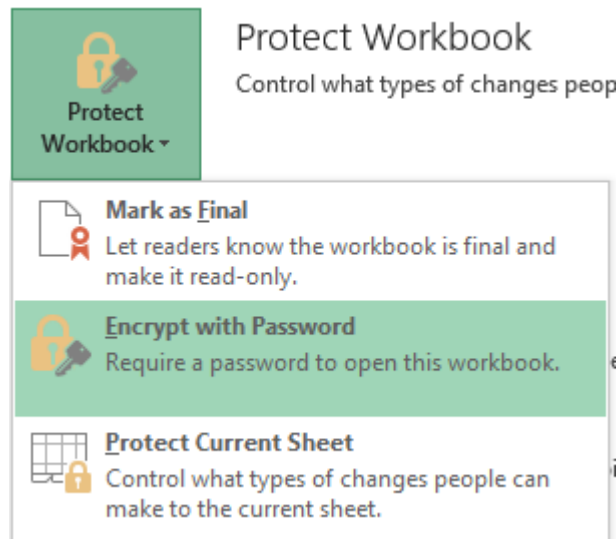 Protect Workbook
Control what types of changes peop
Protect
Workbook
Mark as Final
Let readers know the workbook is final and
make it read-only.
Encrypt with Password
Require a password to open this workbook.
Protect Current Sheet
Control what types of changes people can
make to the current sheet.